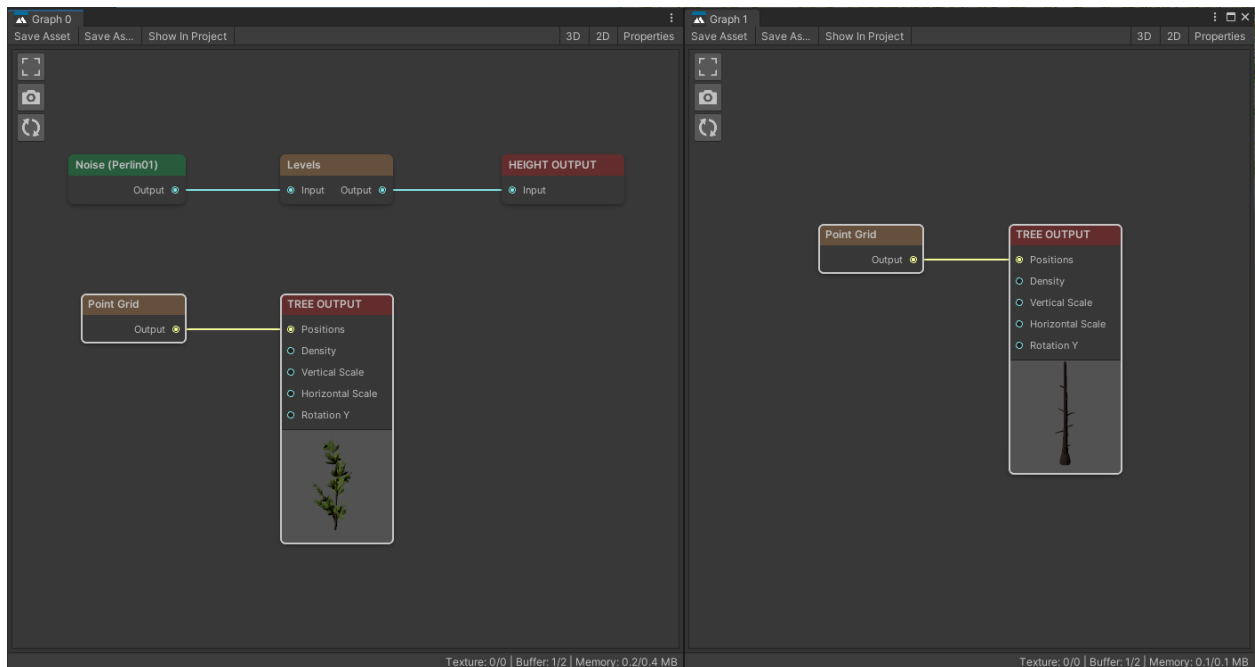 Graph 0
Save Asset Save As... Show In Project 3D 2D Properties
Noise (Perlin01)
Output
Levels
Input Output
HEIGHT OUTPUT
Input
Point Grid
Output
TREE OUTPUT
Positions
Density
Vertical Scale
Horizontal Scale
Rotation Y
Texture: 0/0 | Buffer: 1/2 | Memory: 0.2/0.4 MB
Graph 1
Save Asset Save As... Show In Project 3D 2D Properties
Point Grid
Output
TREE OUTPUT
Positions
Density
Vertical Scale
Horizontal Scale
Rotation Y
Texture: 0/0 | Buffer: 1/2 | Memory: 0.1/0.1 MB